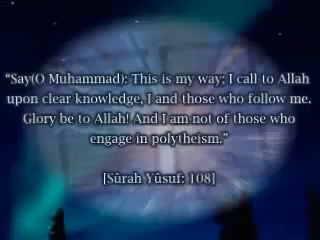 “Say(O Muhammad): This is my way; I call to Allah
upon clear knowledge, I and those who follow me.
Glory be to Allah! And I am not of those who
engage in polytheism.”
[Sûrah Yûsuf: 108]